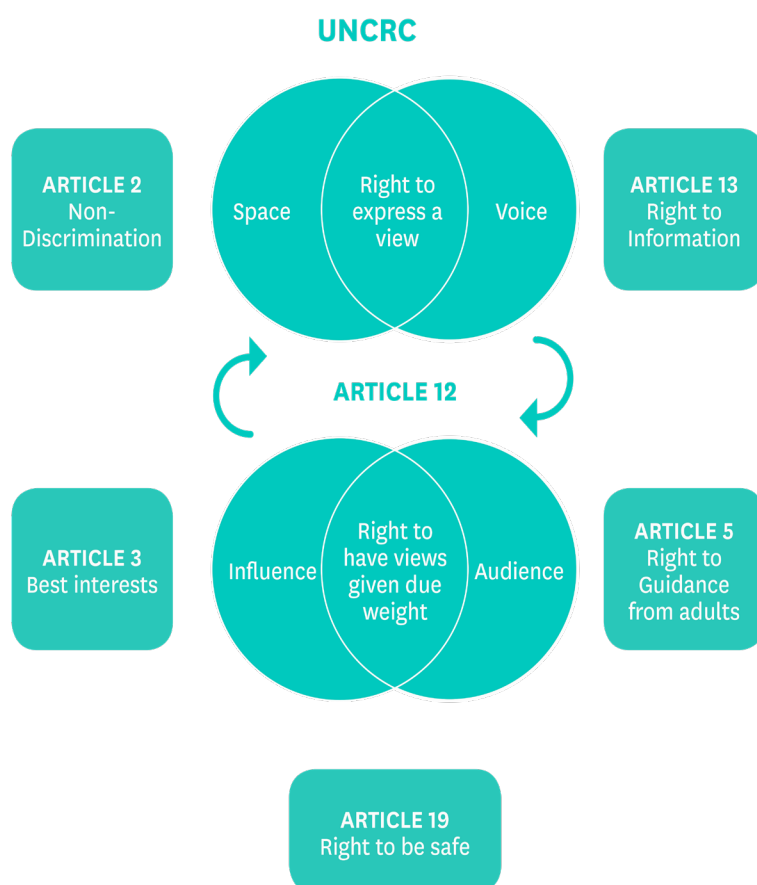 UNCRC
ARTICLE 2
Non-
Discrimination
Space
Right to
express a
view
Voice
ARTICLE 13
Right to
Information
ARTICLE 12
ARTICLE 3
Best interests
Influence
Right to
have views
given due
weight
Audience
ARTICLE 5
Right to
Guidance
from adults
ARTICLE 19
Right to be safe